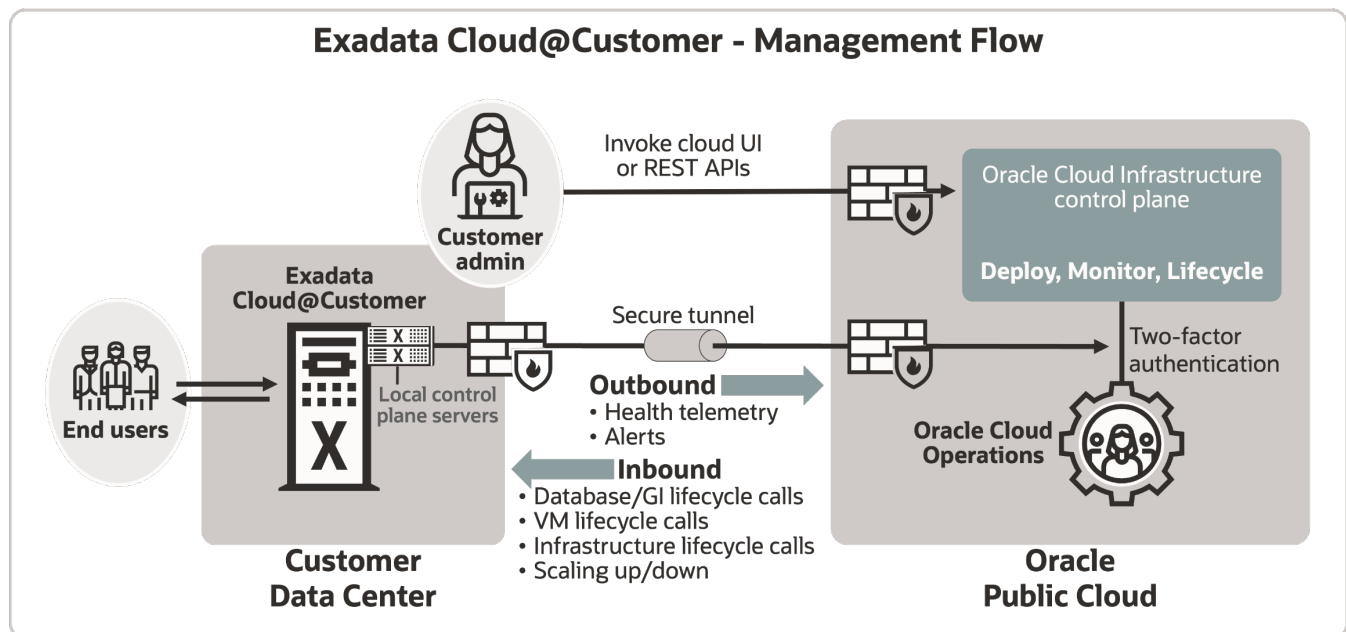 Exadata Cloud@Customer - Management Flow
Customer
admin
Invoke cloud UI
or REST APIs
Oracle Cloud Infrastructure
control plane
Deploy, Monitor, Lifecycle
Exadata
Cloud@Customer
X
X
X
Local control
plane servers
End users
Secure tunnel
Outbound
• Health telemetry
• Alerts
Inbound
• Database/GI lifecycle calls
• VM lifecycle calls
• Infrastructure lifecycle calls
• Scaling up/down
Two-factor
authentication
Oracle Cloud
Operations
Customer
Data Center
Oracle
Public Cloud